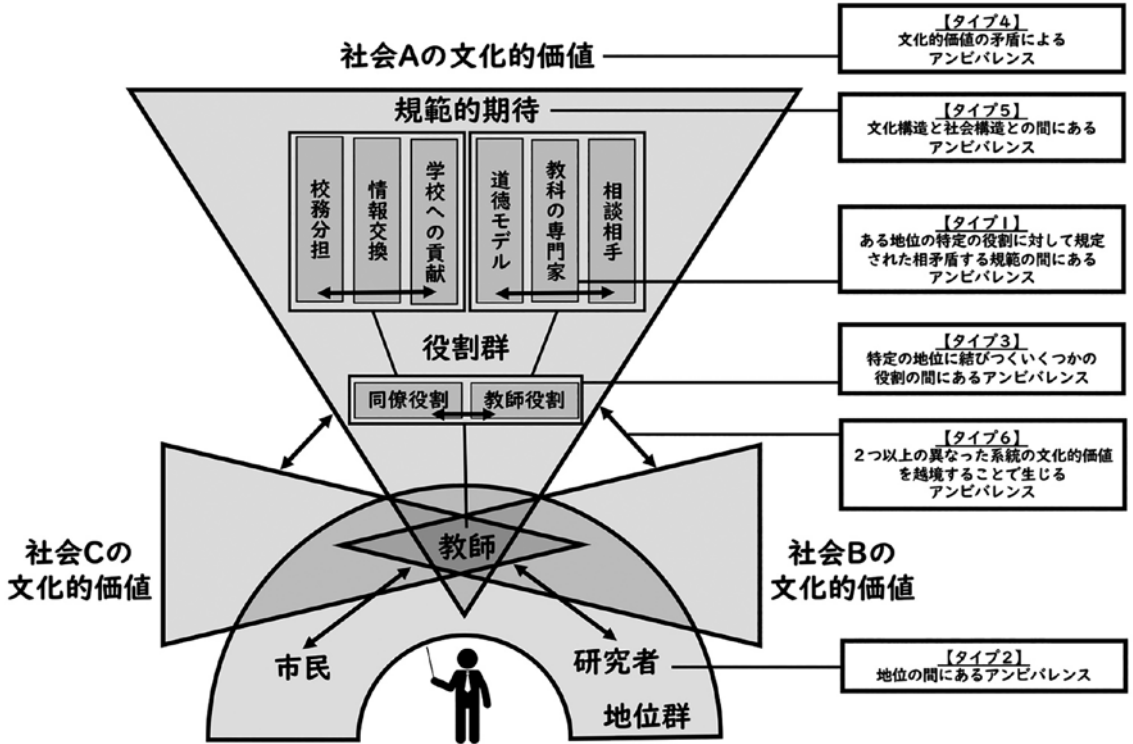 社会Aの文化的価値
規範的期待
校務分担
情報交換
学校への貢献
道徳モデル
教科の専門家
相談相手
役割群
同僚役割
教師役割
教師
社会Cの
文化的価値
社会Bの
文化的価値
市民
研究者
地位群
【タイプ4】
文化的価値の矛盾による
アンビバレンス
【タイプ5】
文化構造と社会構造との間にある
アンビバレンス
【タイプ1】
ある地位の特定の役割に対して規定
された相矛盾する規範の間にある
アンビバレンス
【タイプ3】
特定の地位に結びつくいくつかの
役割の間にあるアンビバレンス
【タイプ6】
2つ以上の異なった系統の文化的価値
を越境することで生じる
アンビバレンス
【タイプ2】
地位の間にあるアンビバレンス